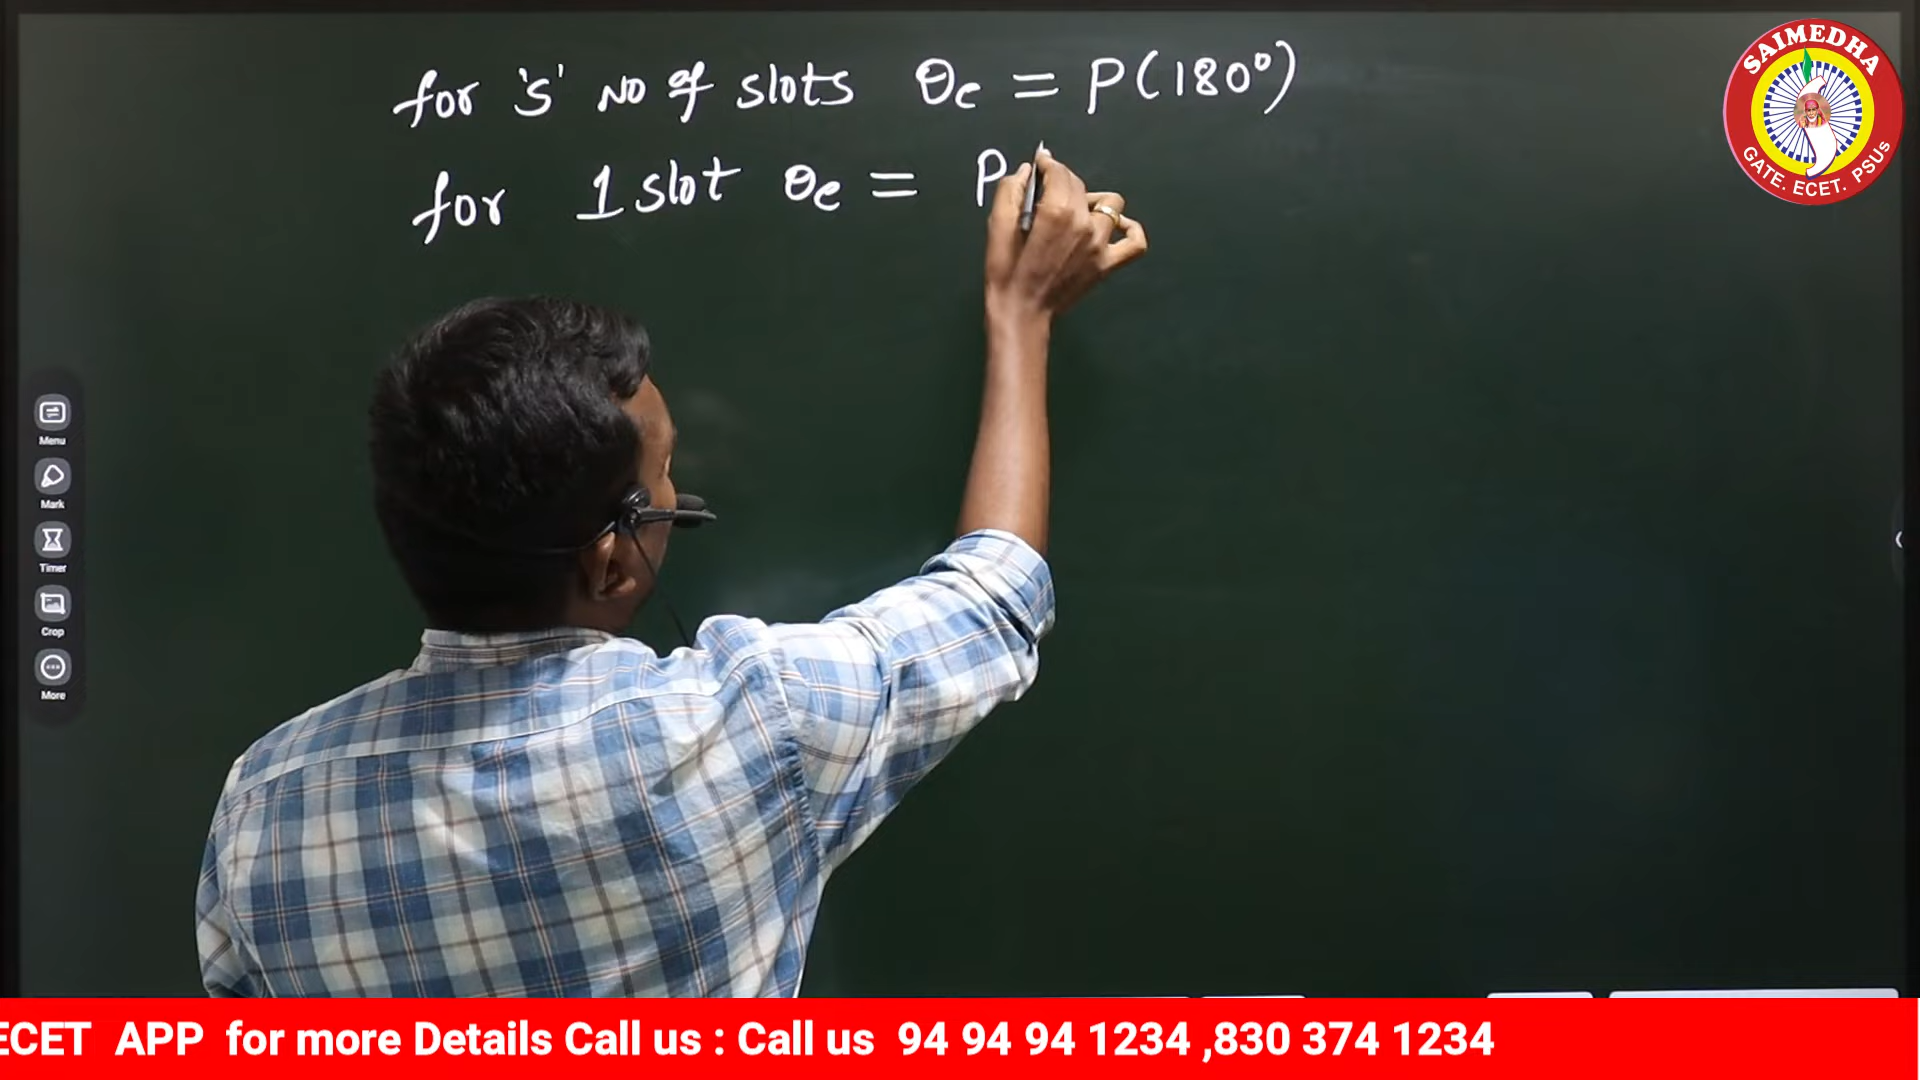 for 's' No of slots θe = P(180°)
for 1 slot θe = P
SAIMEDHA
GATE. ECET. PSUs
Menu
Mark
Timer
Crop
More
ECET APP for more Details Call us : Call us 94 94 94 1234 ,830 374 1234